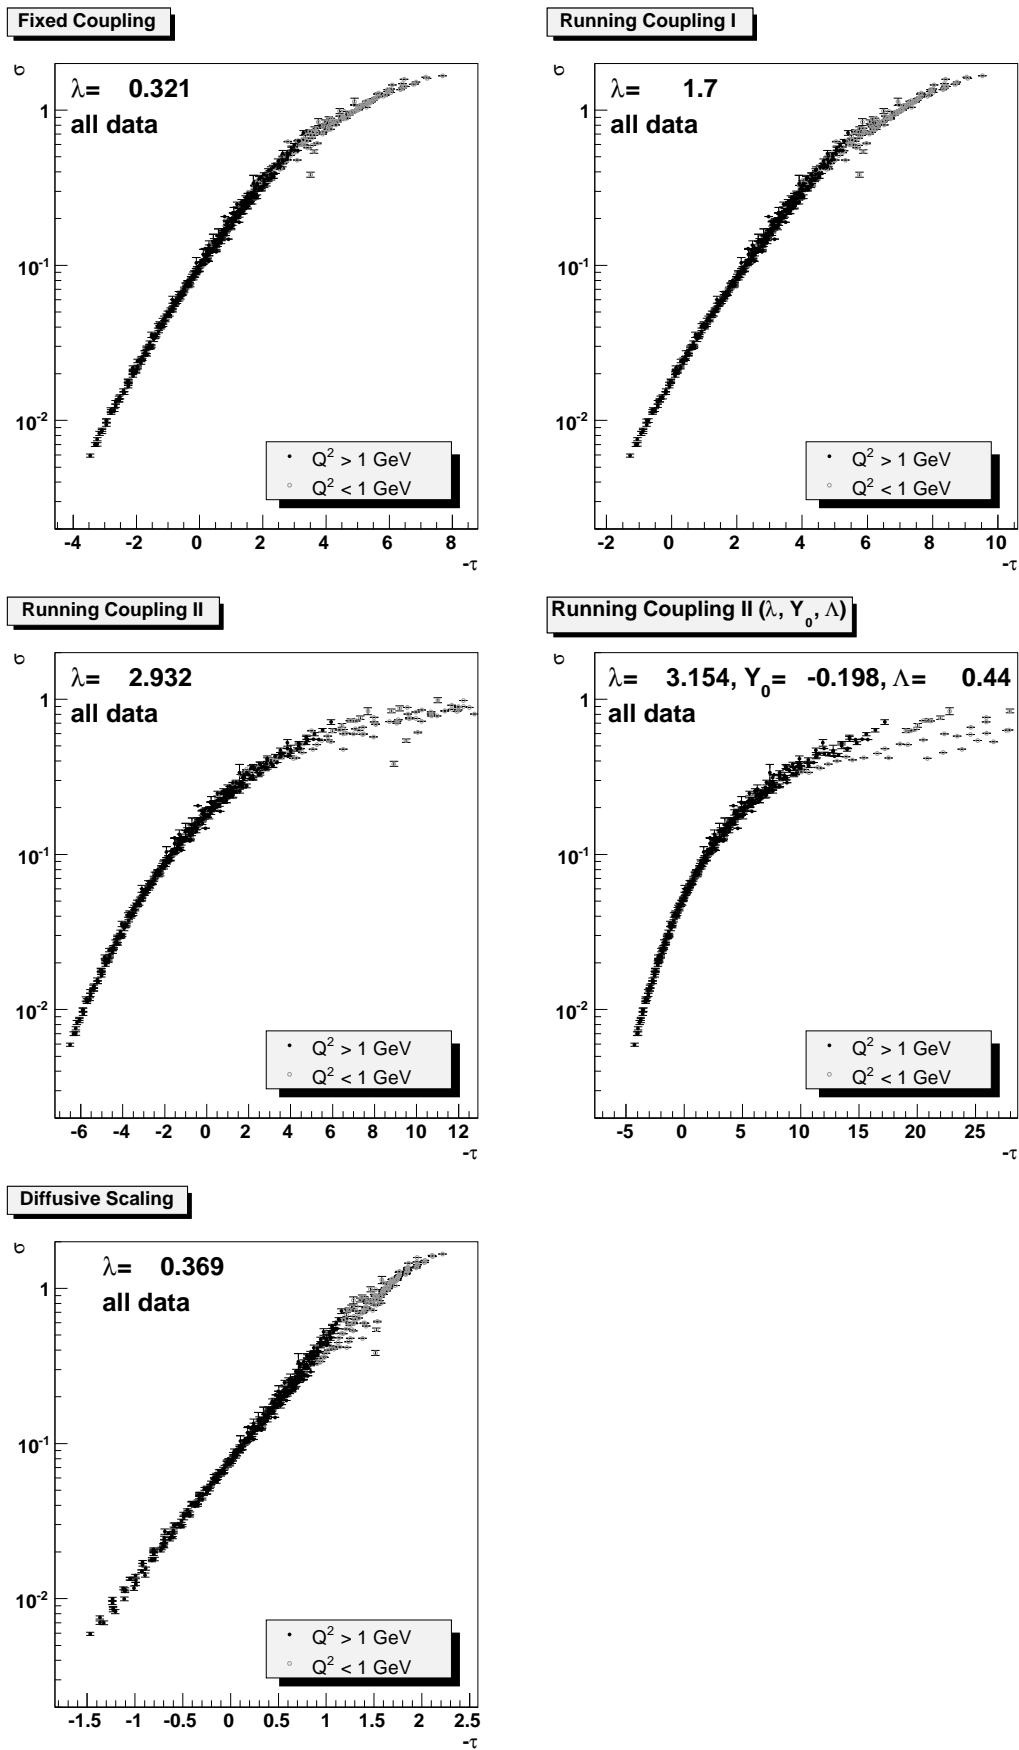 Fixed Coupling
σ
λ= 0.321
all data
1
10⁻¹
10⁻²
Q² > 1 GeV
Q² < 1 GeV
-4 -2 0 2 4 6 8
-τ
Running Coupling I
σ
λ= 1.7
all data
1
10⁻¹
10⁻²
Q² > 1 GeV
Q² < 1 GeV
-2 0 2 4 6 8 10
-τ
Running Coupling II
σ
λ= 2.932
all data
1
10⁻¹
10⁻²
Q² > 1 GeV
Q² < 1 GeV
-6 -4 -2 0 2 4 6 8 10 12
-τ
Running Coupling II (λ, Y₀, Λ)
σ
λ= 3.154, Y₀= -0.198, Λ= 0.44
all data
1
10⁻¹
10⁻²
Q² > 1 GeV
Q² < 1 GeV
-5 0 5 10 15 20 25
-τ
Diffusive Scaling
σ
λ= 0.369
all data
1
10⁻¹
10⁻²
Q² > 1 GeV
Q² < 1 GeV
-1.5 -1 -0.5 0 0.5 1 1.5 2 2.5
-τ